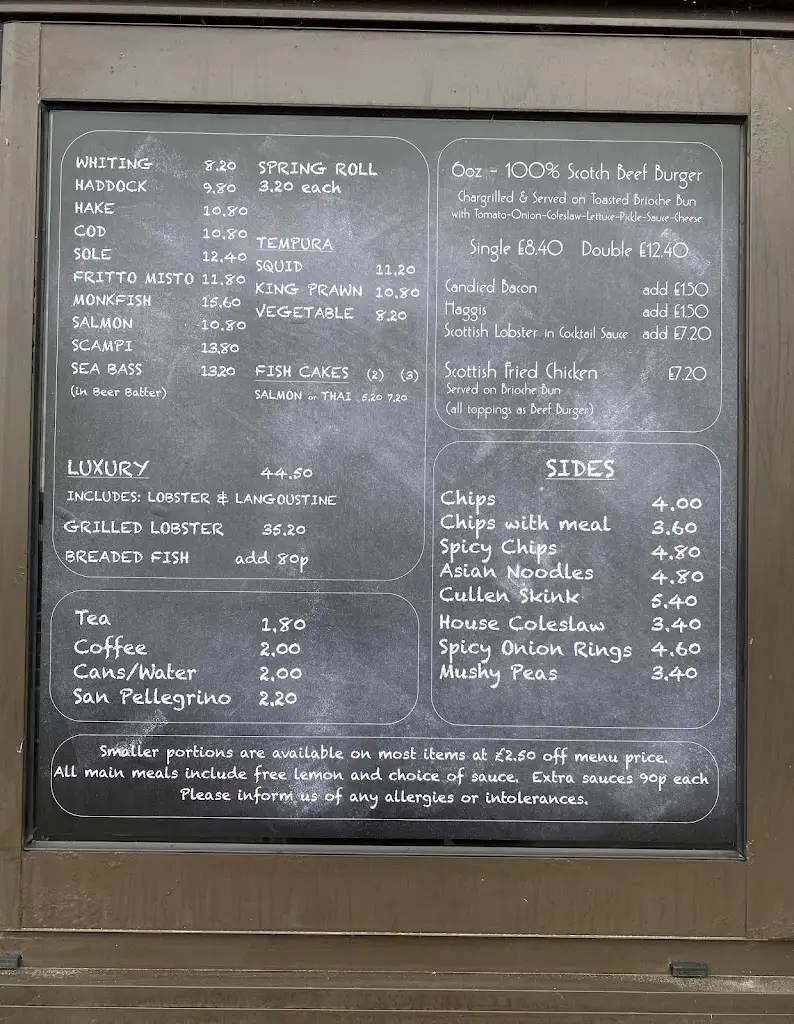 WHITING 8.20
HADDOCK 9.80
HAKE 10.80
COD 10.80
SOLE 12.40
FRITTO MISTO 11.80
MONKFISH 15.60
SALMON 10.80
SCAMPI 13.80
SEA BASS 13.20
(in Beer Batter)
SPRING ROLL
3.20 each
TEMPURA
SQUID 11.20
KING PRAWN 10.80
VEGETABLE 8.20
FISH CAKES (2) (3)
SALMON or THAI 5.20 7.20
LUXURY 44.50
INCLUDES: LOBSTER & LANGOUSTINE
GRILLED LOBSTER 35.20
BREADED FISH add 80p
Tea 1.80
Coffee 2.00
Cans/Water 2.00
San Pellegrino 2.20
6oz - 100% Scotch Beef Burger
Chargrilled & Served on Toasted Brioche Bun
with Tomato-Onion-Coleslaw-Lettuce-Pickle-Sauce-Cheese
Single £8.40 Double £12.40
Candied Bacon add £1.50
Haggis add £1.50
Scottish Lobster in Cocktail Sauce add £7.20
Scottish Fried Chicken £7.20
Served on Brioche Bun
(all toppings as Beef Burger)
SIDES
Chips 4.00
Chips with meal 3.60
Spicy Chips 4.80
Asian Noodles 4.80
Cullen Skink 5.40
House Coleslaw 3.40
Spicy Onion Rings 4.60
Mushy Peas 3.40
Smaller portions are available on most items at £2.50 off menu price.
All main meals include free lemon and choice of sauce. Extra sauces 90p each
Please inform us of any allergies or intolerances.